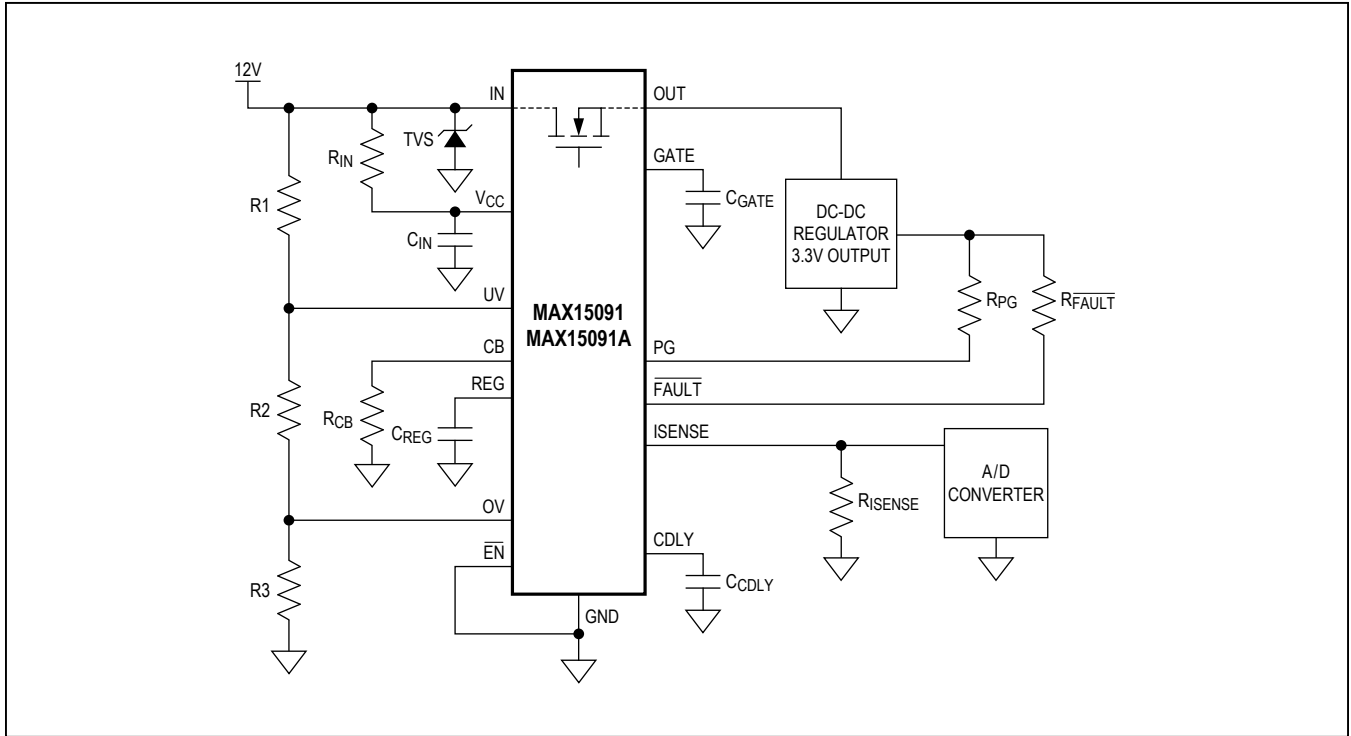 12V
IN
OUT
TVS
RIN
GATE
R1
VCC
CGATE
DC-DC
REGULATOR
3.3V OUTPUT
CIN
UV
MAX15091
MAX15091A
RPG
RFAULT
CB
PG
REG
FAULT
R2
RCB
CREG
ISENSE
A/D
CONVERTER
RISENSE
OV
EN
CDLY
R3
CCDLY
GND